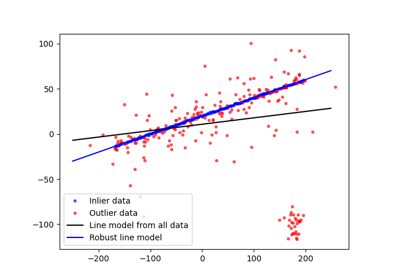 100
50
0
−50
−100
Inlier data
Outlier data
Line model from all data
Robust line model
−200
−100
0
100
200